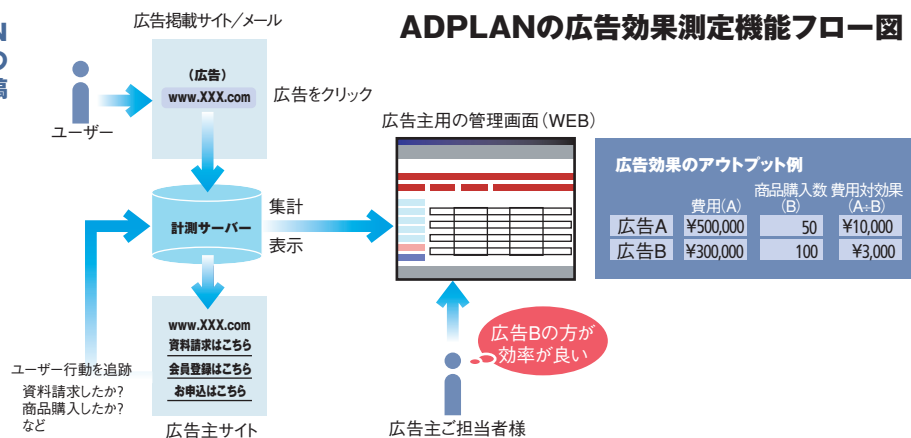 ADPLANの広告効果測定機能フロー図
N
の
広告掲載サイト／メール
(広告)
www.XXX.com
広告をクリック
ユーザー
広告主用の管理画面(WEB)
計測サーバー
集計
表示
広告効果のアウトプット例
費用(A)
商品購入数
(B)
費用対効果
(A÷B)
広告A ¥500,000 50 ¥10,000
広告B ¥300,000 100 ¥3,000
www.XXX.com
資料請求はこちら
会員登録はこちら
お申込はこちら
ユーザー行動を追跡
資料請求したか?
商品購入したか?
など
広告主サイト
広告Bの方が
効率が良い
広告主ご担当者様